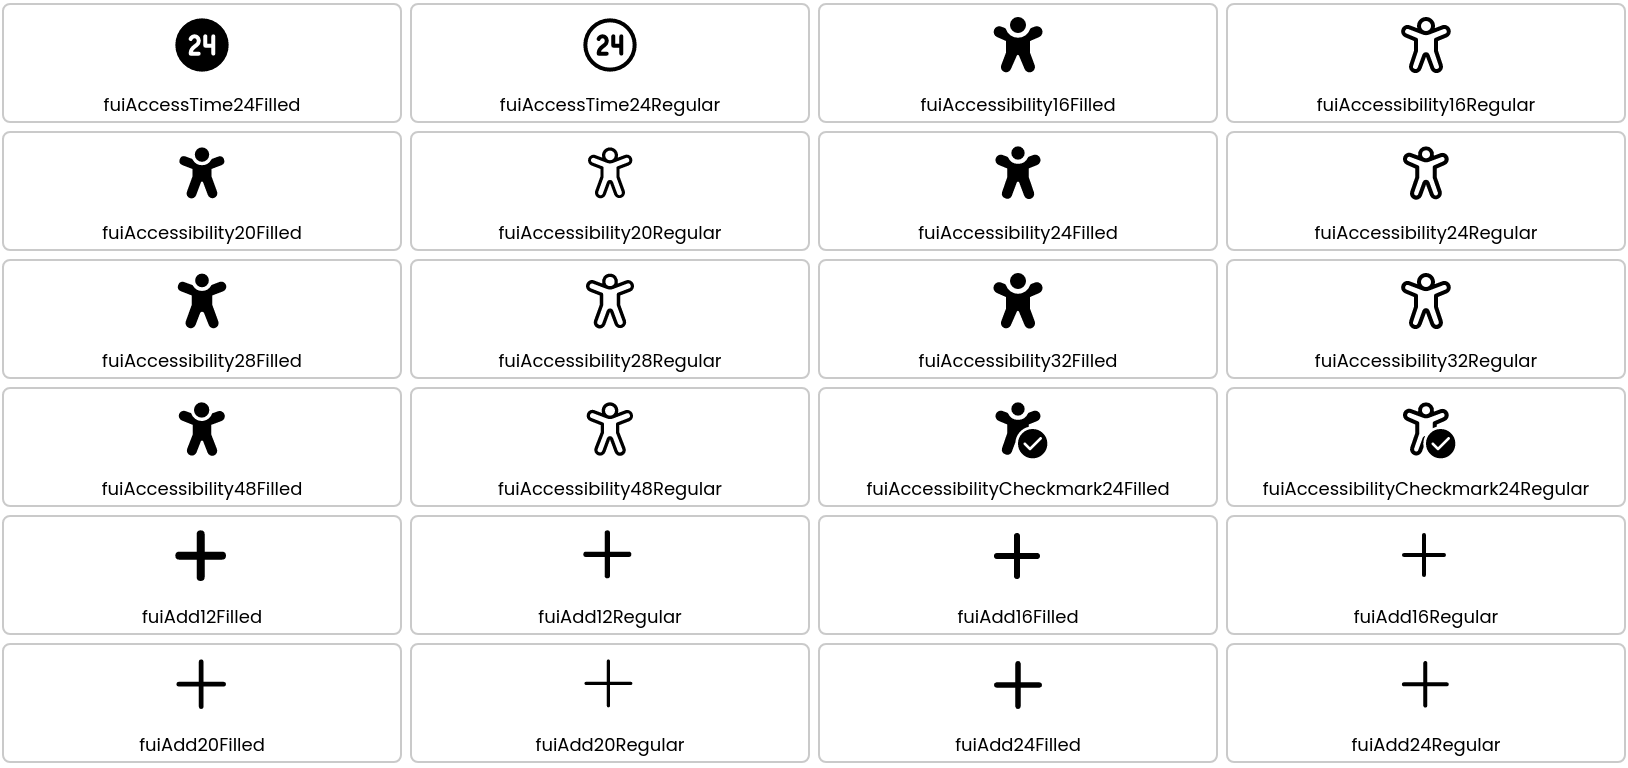 24
24
fuiAccessTime24Filled
fuiAccessTime24Regular
fuiAccessibility16Filled
fuiAccessibility16Regular
fuiAccessibility20Filled
fuiAccessibility20Regular
fuiAccessibility24Filled
fuiAccessibility24Regular
fuiAccessibility28Filled
fuiAccessibility28Regular
fuiAccessibility32Filled
fuiAccessibility32Regular
fuiAccessibility48Filled
fuiAccessibility48Regular
fuiAccessibilityCheckmark24Filled
fuiAccessibilityCheckmark24Regular
fuiAdd12Filled
fuiAdd12Regular
fuiAdd16Filled
fuiAdd16Regular
fuiAdd20Filled
fuiAdd20Regular
fuiAdd24Filled
fuiAdd24Regular